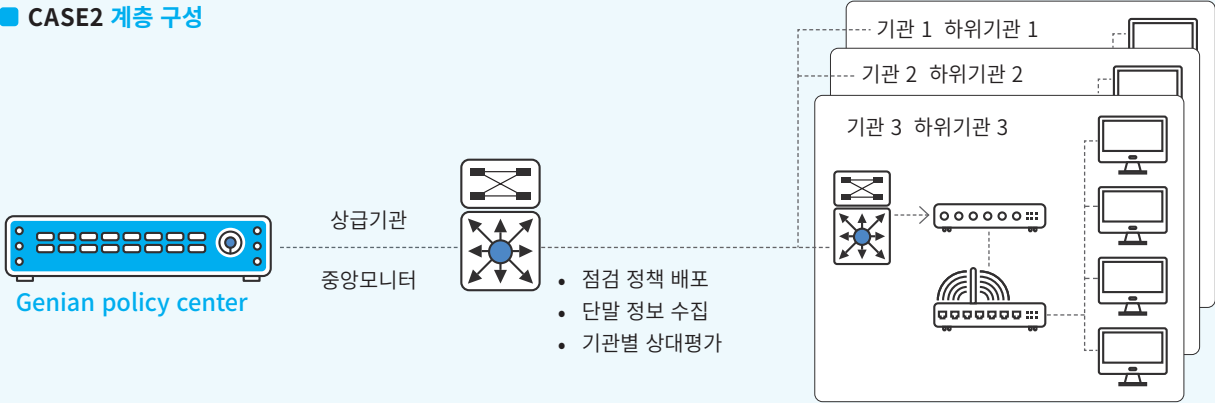 CASE2 계층 구성
기관 1 하위기관 1
기관 2 하위기관 2
기관 3 하위기관 3
상급기관
중앙모니터
Genian policy center
• 점검 정책 배포
• 단말 정보 수집
• 기관별 상대평가